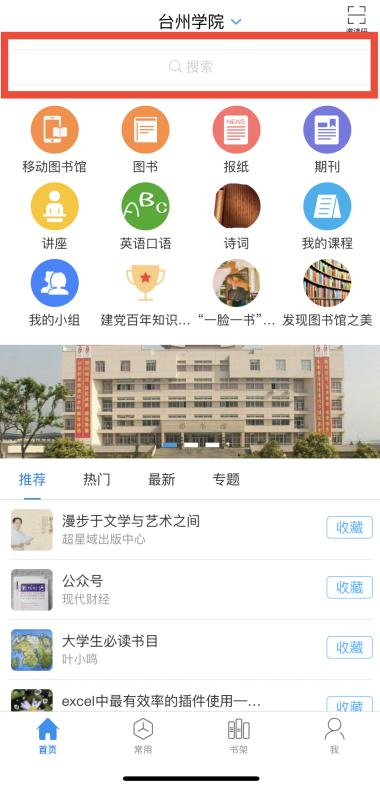 台州学院
邀请码
搜索
移动图书馆
图书
NEWS
报纸
期刊
讲座
ABC
英语口语
诗词
我的课程
我的小组
建党百年知识...
“一脸一书”...
发现图书馆之美
推荐
热门
最新
专题
漫步于文学与艺术之间
超星域出版中心
收藏
公众号
现代财经
收藏
大学生必读书目
叶小鸣
收藏
excel中最有效率的插件使用一...
收藏
首页
常用
书架
我